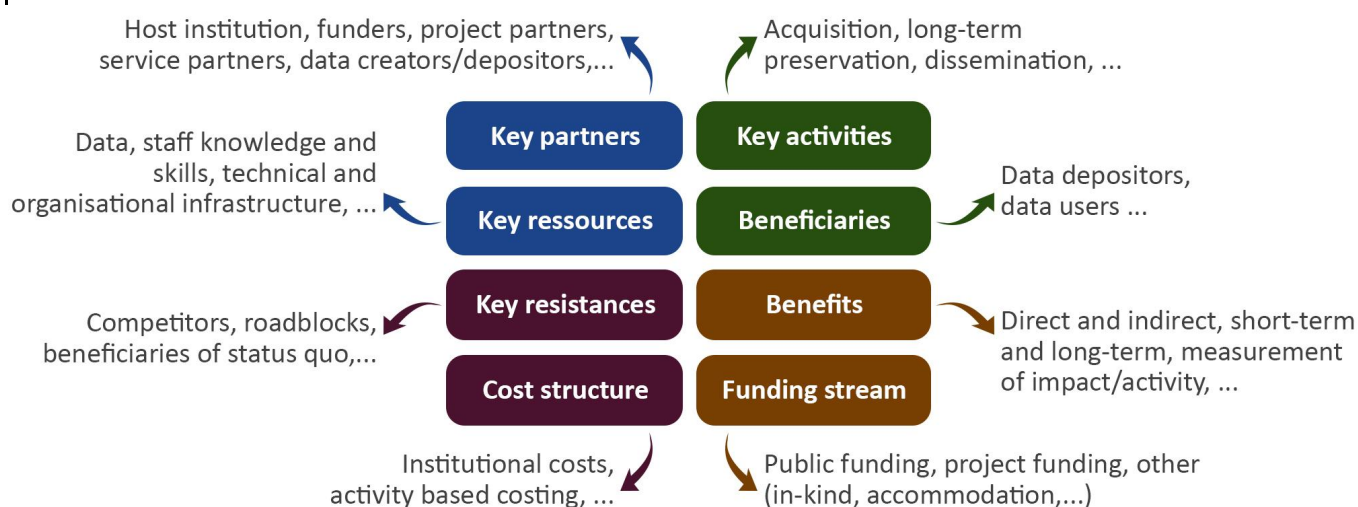 Host institution, funders, project partners,
service partners, data creators/depositors,...
Acquisition, long-term
preservation, dissemination, ...
Key partners
Key activities
Data, staff knowledge and
skills, technical and
organisational infrastructure, ...
Data depositors,
data users ...
Key ressources
Beneficiaries
Key resistances
Benefits
Competitors, roadblocks,
beneficiaries of status quo,...
Direct and indirect, short-term
and long-term, measurement
of impact/activity, ...
Cost structure
Funding stream
Institutional costs,
activity based costing, ...
Public funding, project funding, other
(in-kind, accommodation,...)